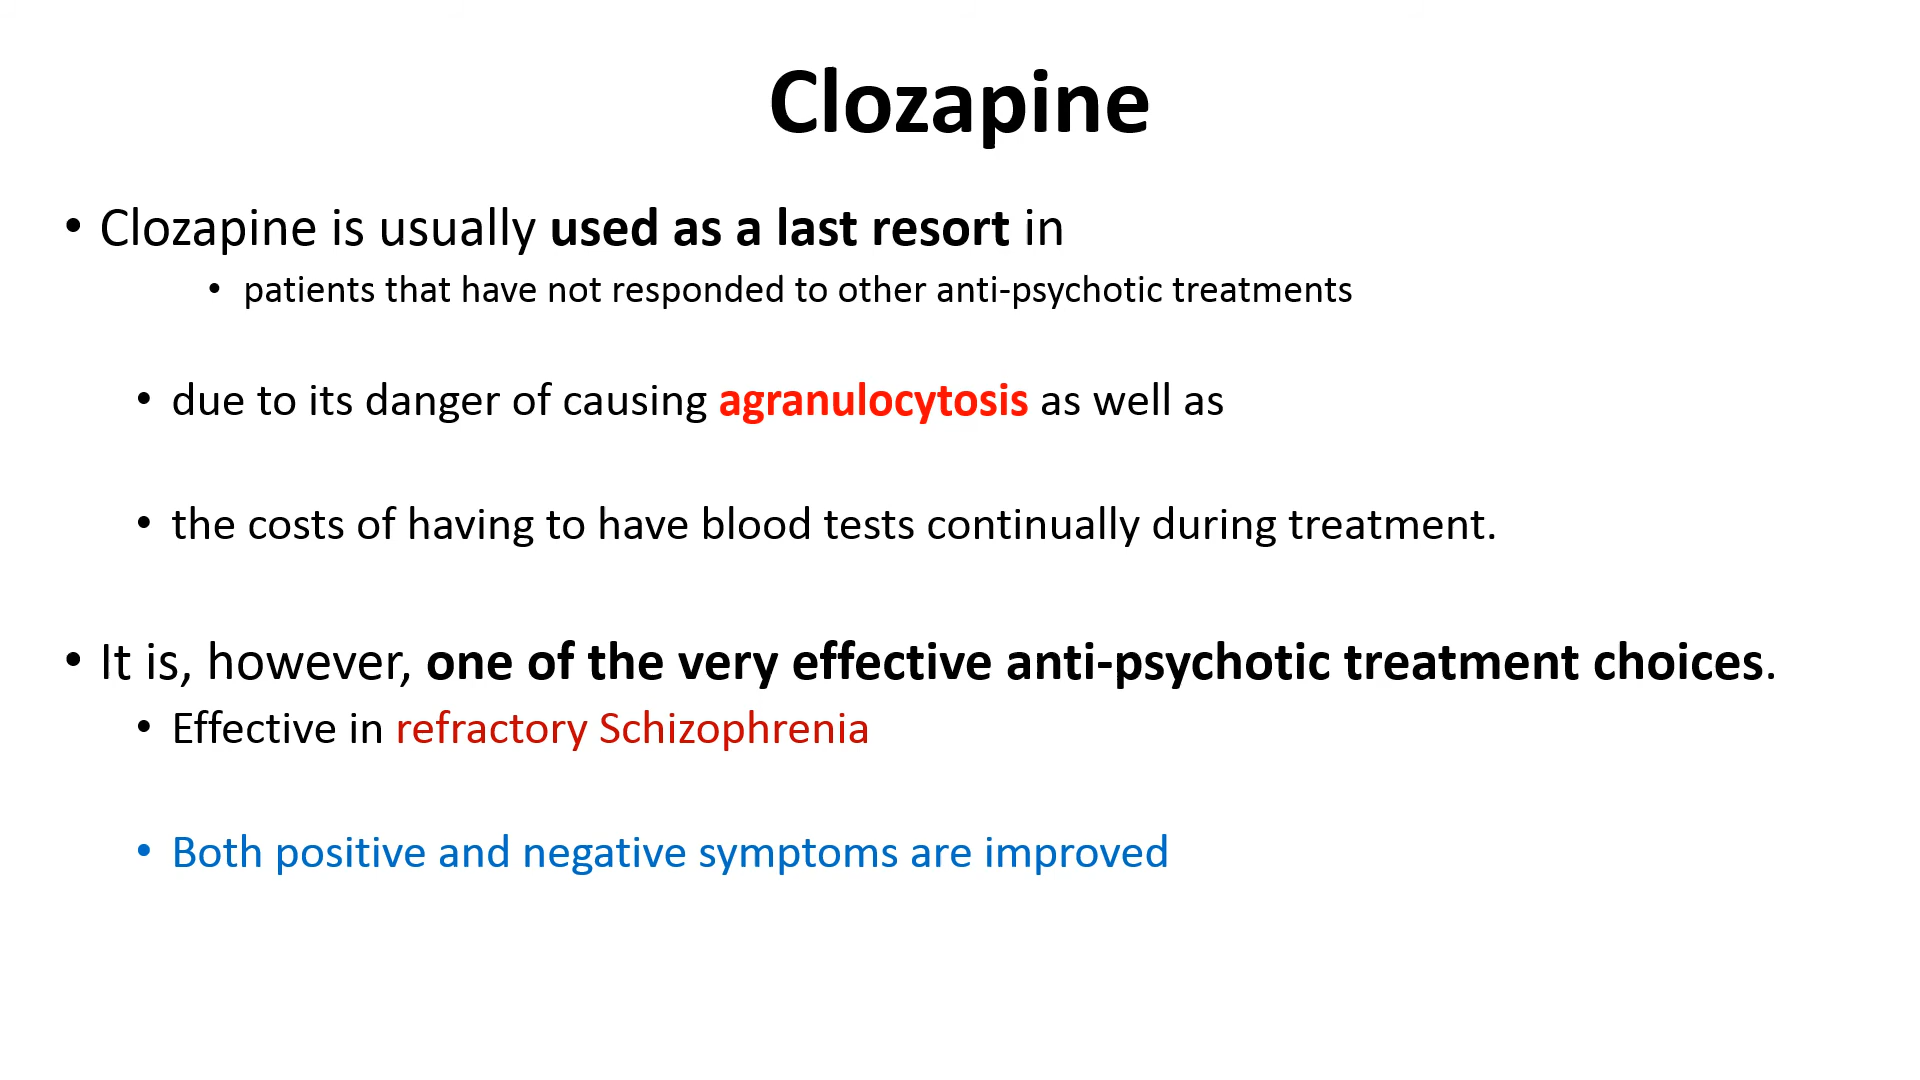 Clozapine
• Clozapine is usually used as a last resort in
• patients that have not responded to other anti-psychotic treatments
• due to its danger of causing agranulocytosis as well as
• the costs of having to have blood tests continually during treatment.
• It is, however, one of the very effective anti-psychotic treatment choices.
• Effective in refractory Schizophrenia
• Both positive and negative symptoms are improved